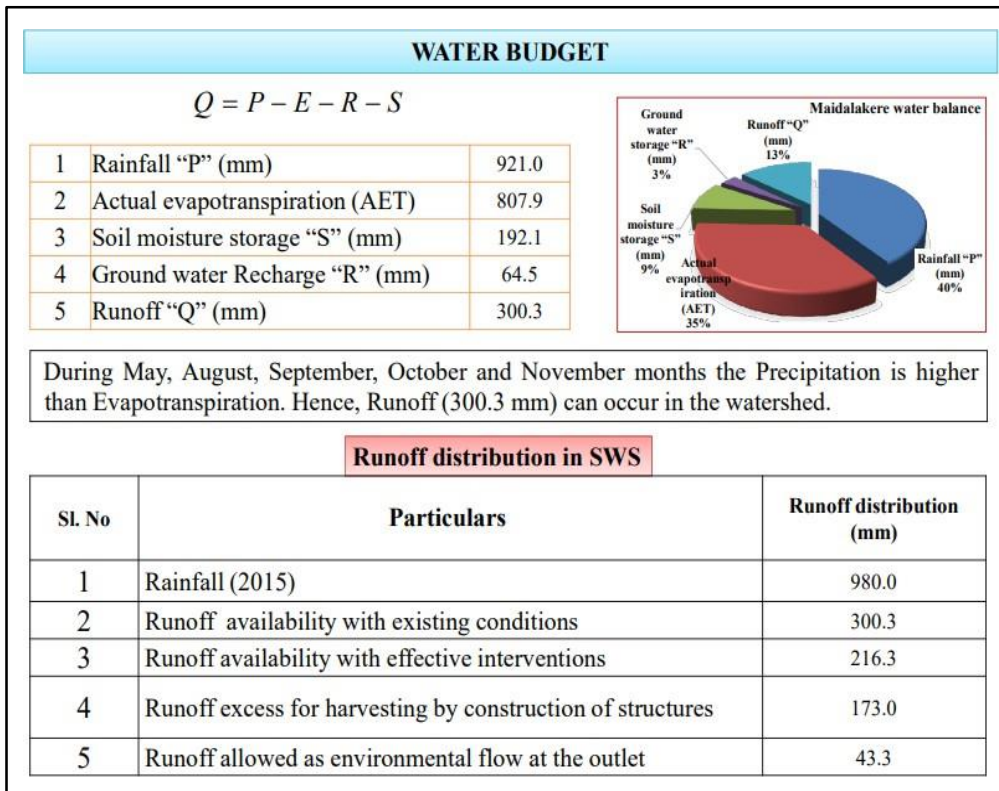 WATER BUDGET
Q = P − E − R − S
1 Rainfall “P” (mm) 921.0
2 Actual evapotranspiration (AET) 807.9
3 Soil moisture storage “S” (mm) 192.1
4 Ground water Recharge “R” (mm) 64.5
5 Runoff “Q” (mm) 300.3
Maidalakere water balance
Ground
water
storage “R”
(mm)
3%
Runoff “Q”
(mm)
13%
Soil
moisture
storage “S”
(mm)
9%
Actual
evapotransp
iration
(AET)
35%
Rainfall “P”
(mm)
40%
During May, August, September, October and November months the Precipitation is higher
than Evapotranspiration. Hence, Runoff (300.3 mm) can occur in the watershed.
Runoff distribution in SWS
Sl. No Particulars Runoff distribution
(mm)
1 Rainfall (2015) 980.0
2 Runoff availability with existing conditions 300.3
3 Runoff availability with effective interventions 216.3
4 Runoff excess for harvesting by construction of structures 173.0
5 Runoff allowed as environmental flow at the outlet 43.3